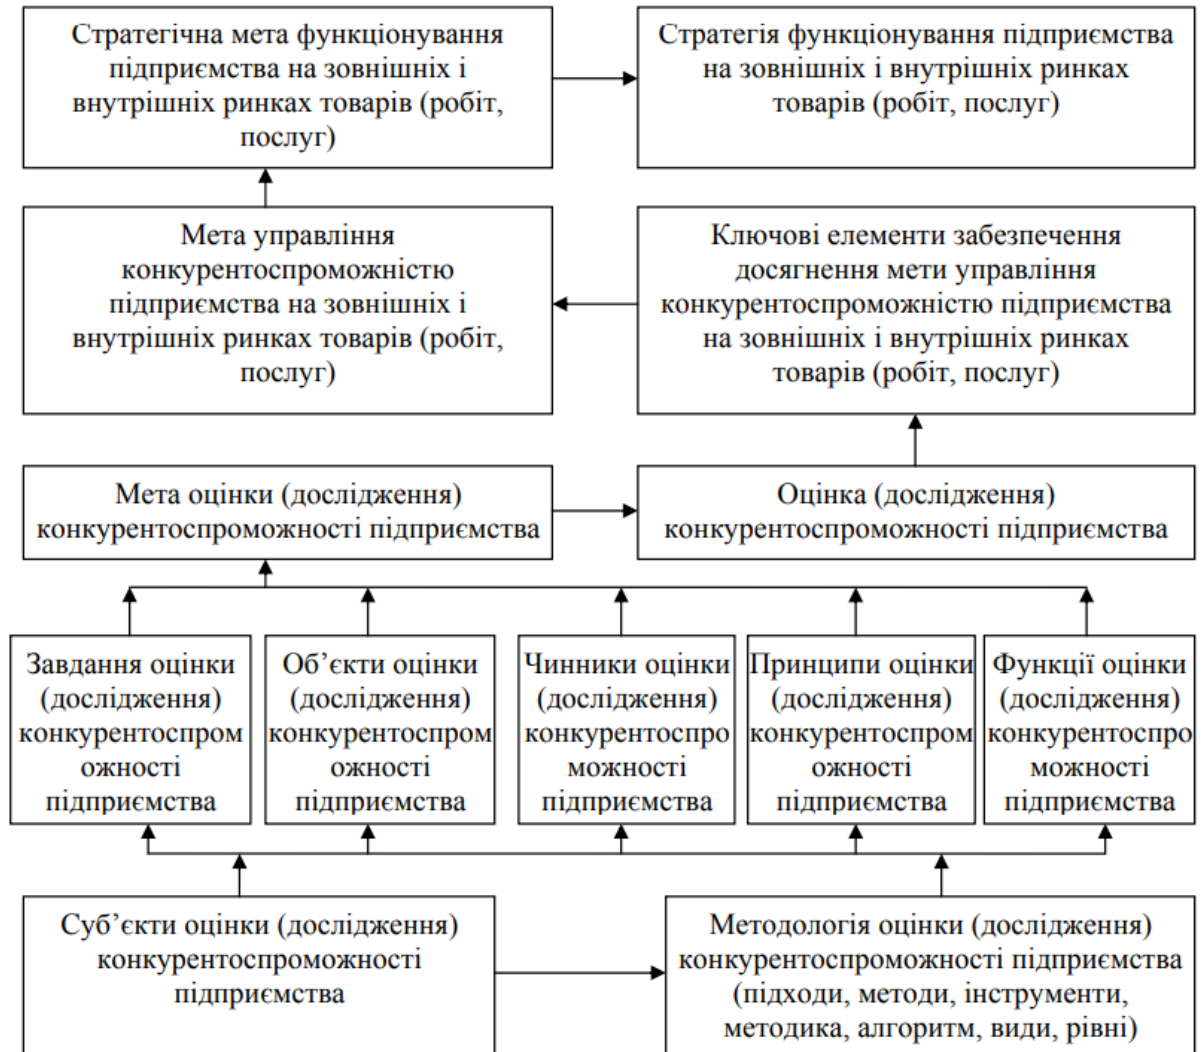 Стратегічна мета функціонування
підприємства на зовнішніх і
внутрішніх ринках товарів (робіт,
послуг)
Стратегія функціонування підприємства
на зовнішніх і внутрішніх ринках
товарів (робіт, послуг)
Мета управління
конкурентоспроможністю
підприємства на зовнішніх і
внутрішніх ринках товарів (робіт,
послуг)
Ключові елементи забезпечення
досягнення мети управління
конкурентоспроможністю підприємства
на зовнішніх і внутрішніх ринках
товарів (робіт, послуг)
Мета оцінки (дослідження)
конкурентоспроможності підприємства
Оцінка (дослідження)
конкурентоспроможності підприємства
Завдання оцінки
(дослідження)
конкурентоспром
ожності
підприємства
Об’єкти оцінки
(дослідження)
конкурентоспром
ожності
підприємства
Чинники оцінки
(дослідження)
конкурентоспро
можності
підприємства
Принципи оцінки
(дослідження)
конкурентоспром
ожності
підприємства
Функції оцінки
(дослідження)
конкурентоспро
можності
підприємства
Суб’єкти оцінки (дослідження)
конкурентоспроможності
підприємства
Методологія оцінки (дослідження)
конкурентоспроможності підприємства
(підходи, методи, інструменти,
методика, алгоритм, види, рівні)